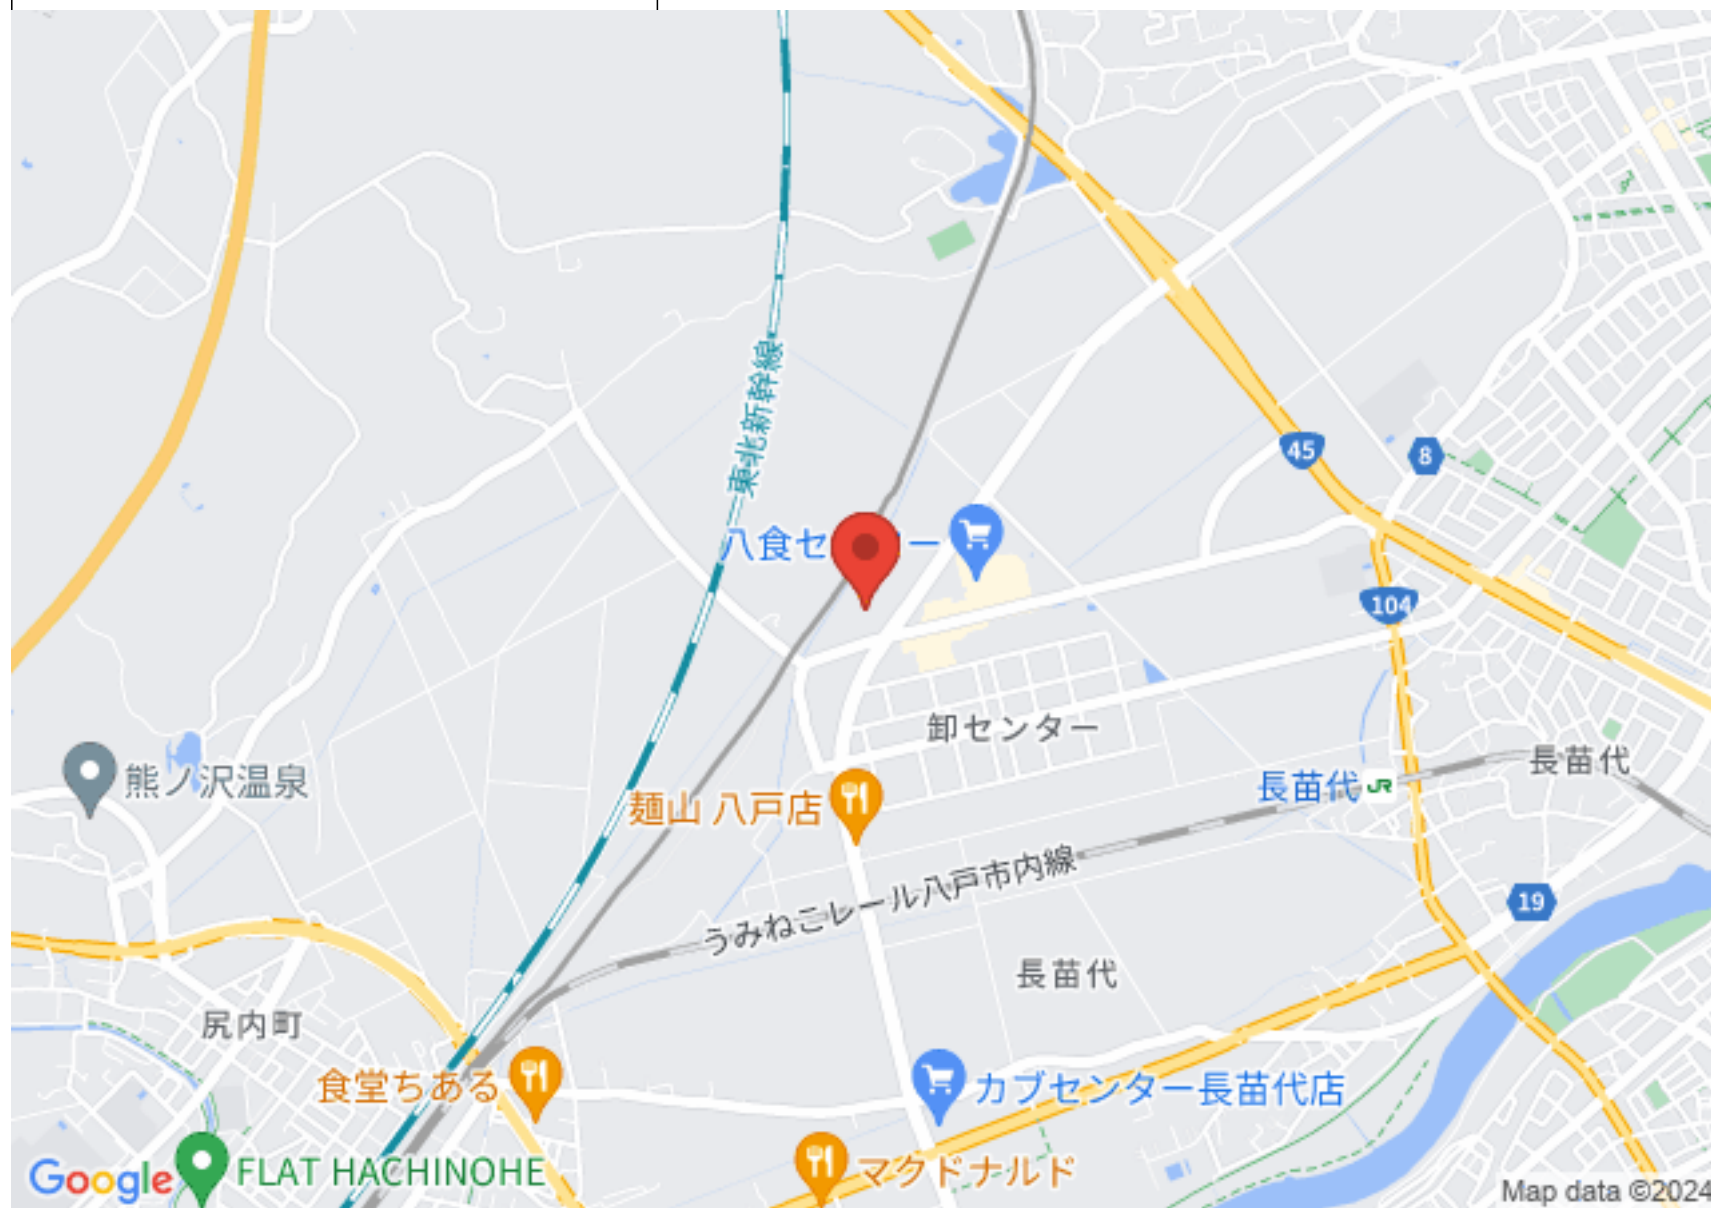 東北新幹線
45
8
八食セ
ー
104
卸センター
熊ノ沢温泉
麺山 八戸店
長苗代
JR
長苗代
うみねこレール八戸市内線
19
長苗代
尻内町
食堂ちある
カブセンター長苗代店
Google
FLAT HACHINOHE
マクドナルド
Map data ©2024